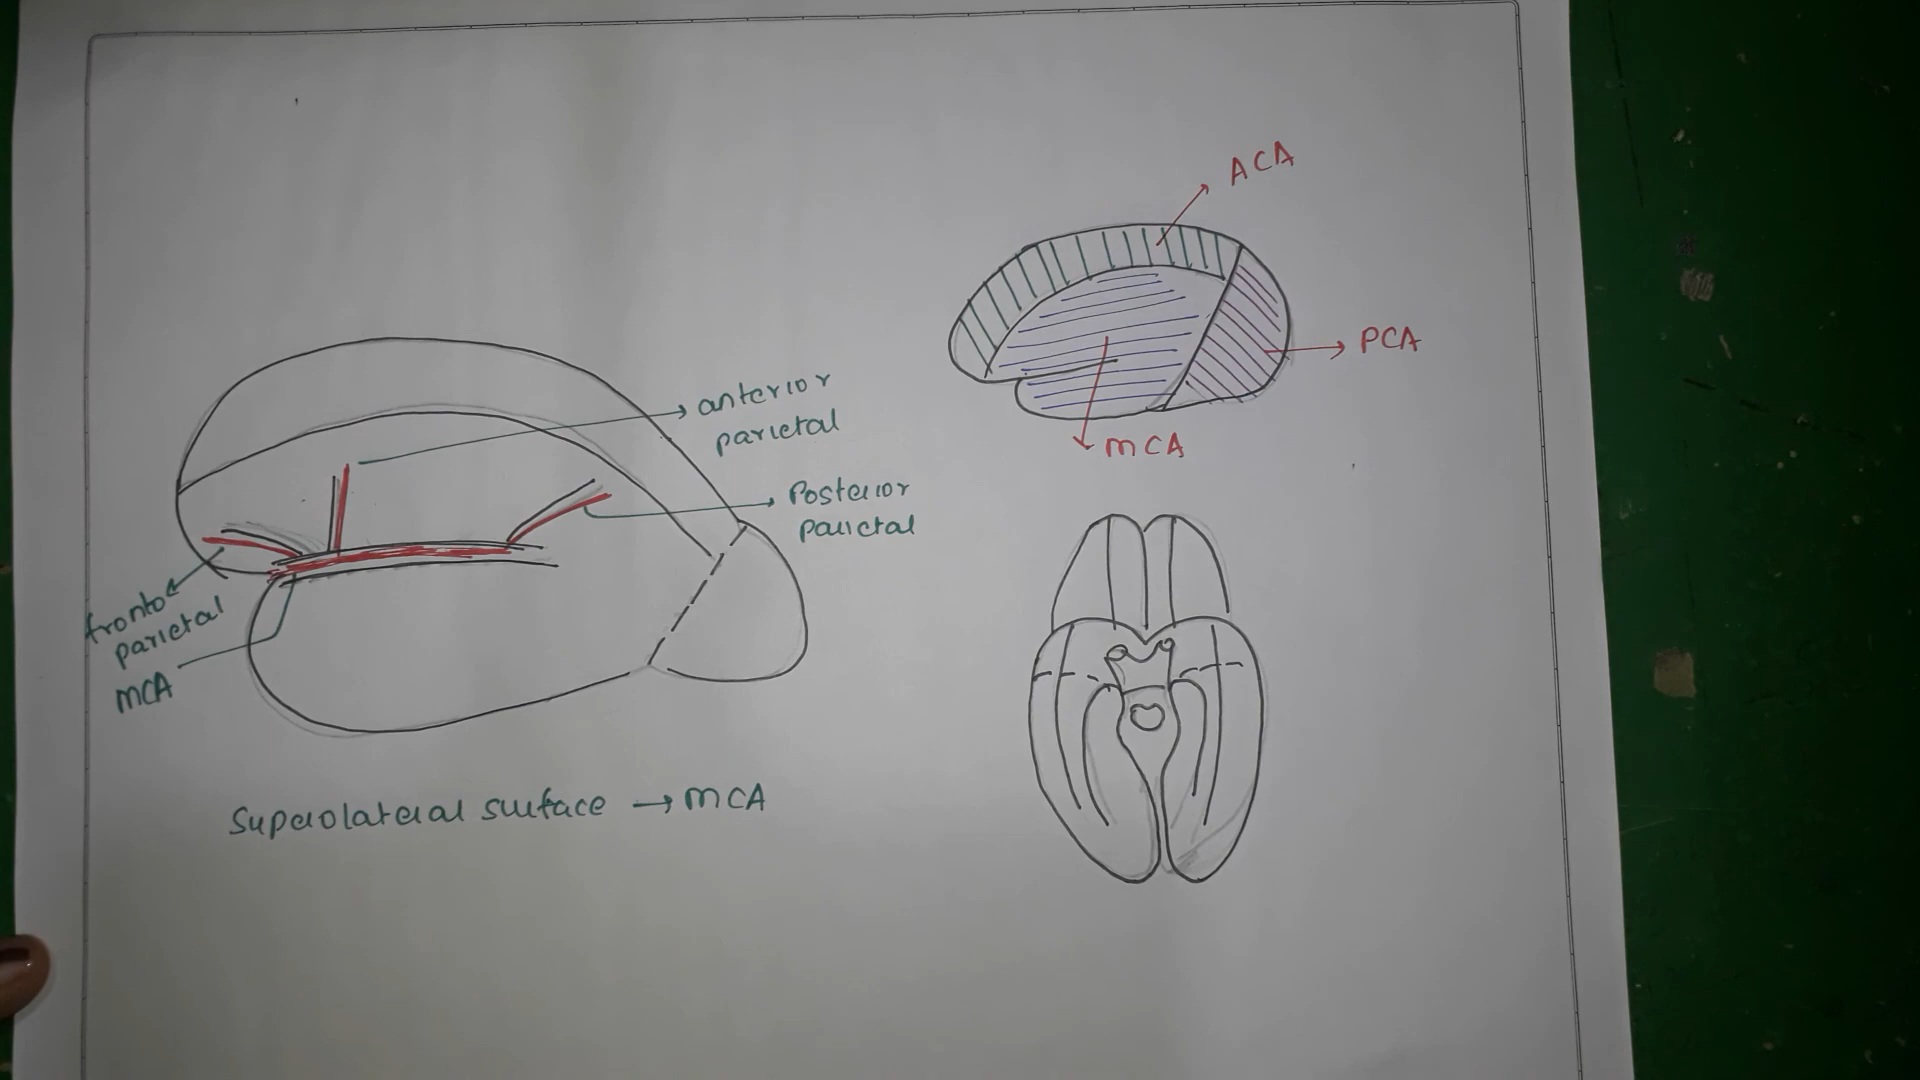 anterior
parietal
Posterior
parietal
fronto
parietal
MCA
Superolateral surface → MCA
ACA
PCA
MCA